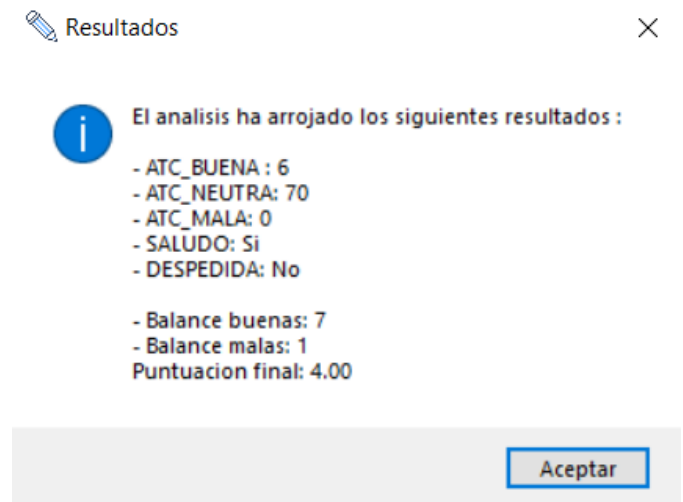 Resultados
El analisis ha arrojado los siguientes resultados :
- ATC_BUENA : 6
- ATC_NEUTRA: 70
- ATC_MALA: 0
- SALUDO: Si
- DESPEDIDA: No
- Balance buenas: 7
- Balance malas: 1
Puntuacion final: 4.00
Aceptar